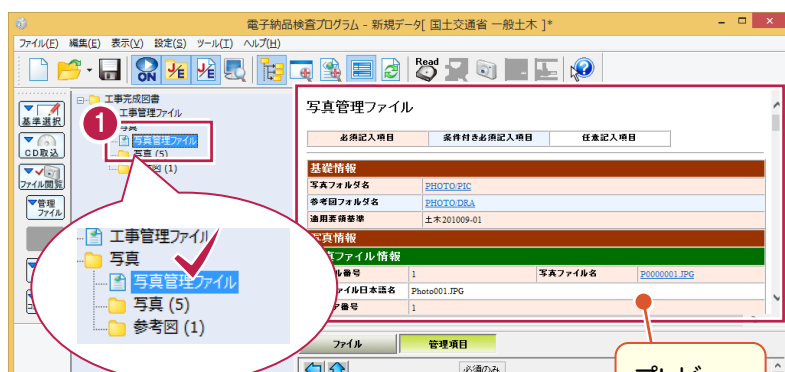 電子納品検査プログラム - 新規データ[ 国土交通省 一般土木 ]*
ファイル(F) 編集(E) 表示(V) 設定(S) ツール(T) ヘルプ(H)
ON
Read
基準選択
CD取込
ファイル閲覧
管理
ファイル
工事完成図書
工事管理ファイル
写真
写真管理ファイル
写真 (5)
(1)
1
工事管理ファイル
写真
写真管理ファイル
写真 (5)
参考図 (1)
写真管理ファイル
必須記入項目 条件付き必須記入項目 任意記入項目
基礎情報
写真フォルダ名 PHOTO/PIC
参考図フォルダ名 PHOTO/DRA
適用要領基準 土木201009-01
写真情報
ファイル情報
番号 1 写真ファイル名 P0000001.JPG
ファイル日本語名 Photo001.JPG
番号 1
ファイル 管理項目
必須のみ